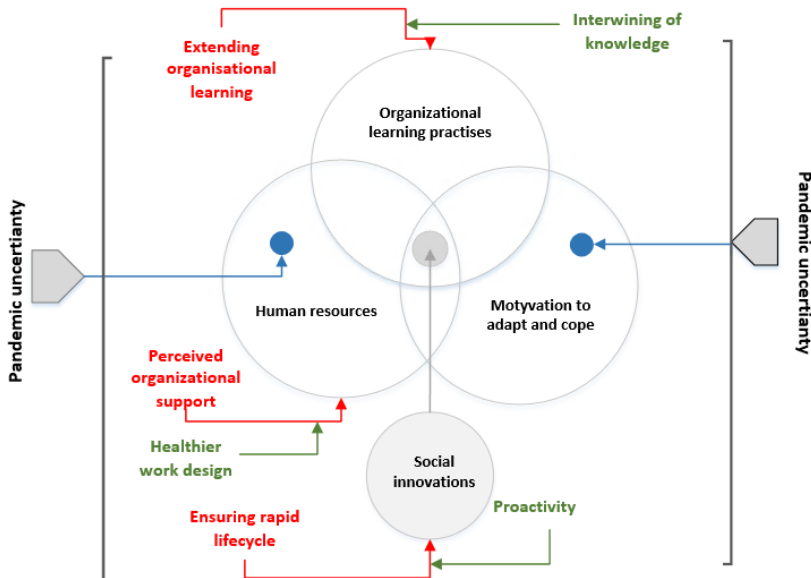 Extending
organisational
learning
Interwining of
knowledge
Organizational
learning practises
Pandemic uncertianty
Pandemic uncertianty
Human resources
Motyvation to
adapt and cope
Perceived
organizational
support
Healthier
work design
Social
innovations
Ensuring rapid
lifecycle
Proactivity